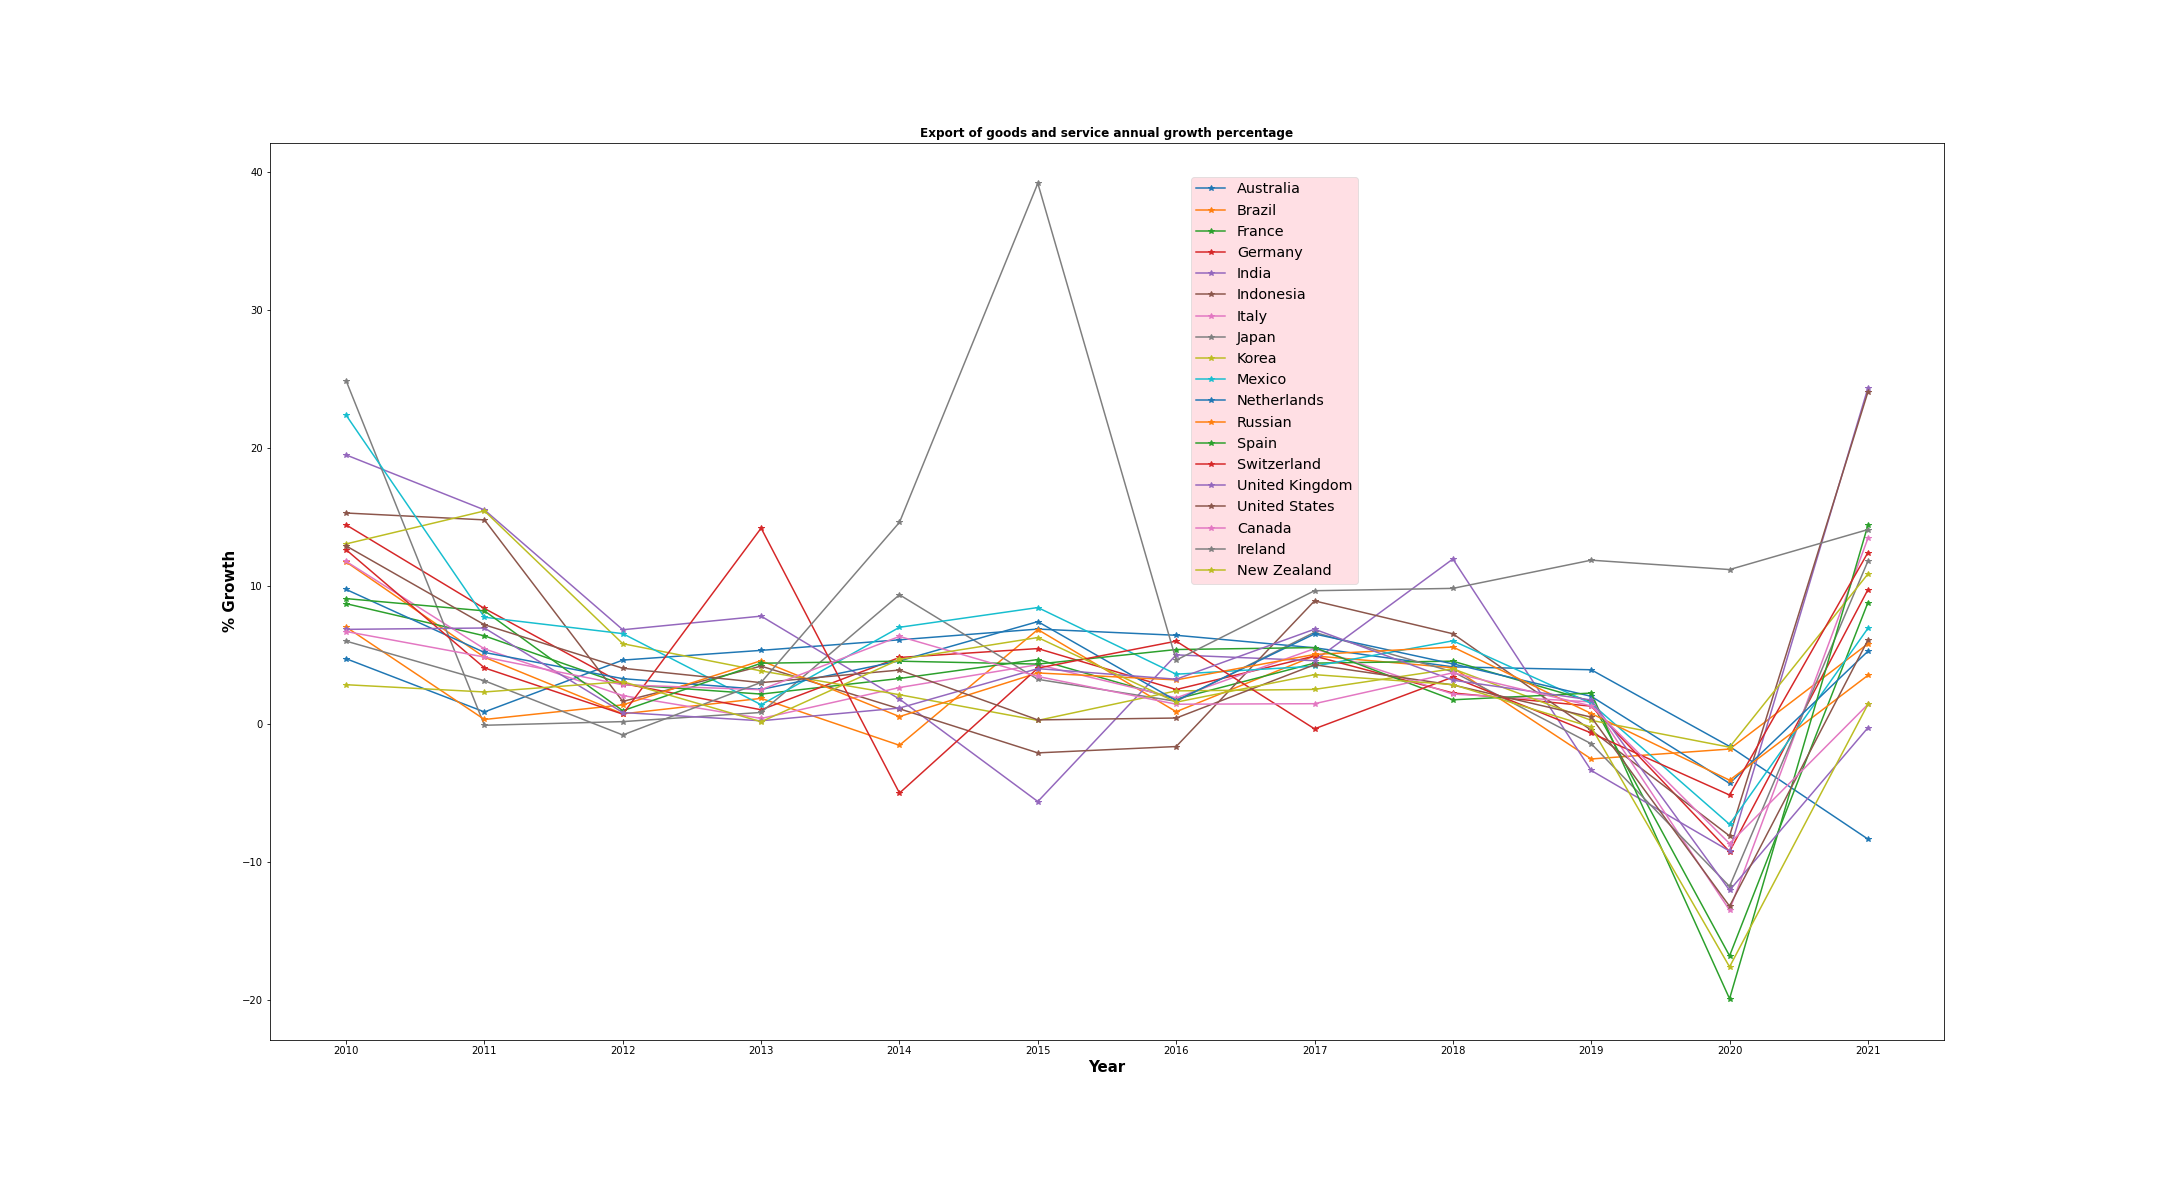 Export of goods and service annual growth percentage
40
30
20
10
0
−10
−20
% Growth
Australia
Brazil
France
Germany
India
Indonesia
Italy
Japan
Korea
Mexico
Netherlands
Russian
Spain
Switzerland
United Kingdom
United States
Canada
Ireland
New Zealand
2010 2011 2012 2013 2014 2015 2016 2017 2018 2019 2020 2021
Year